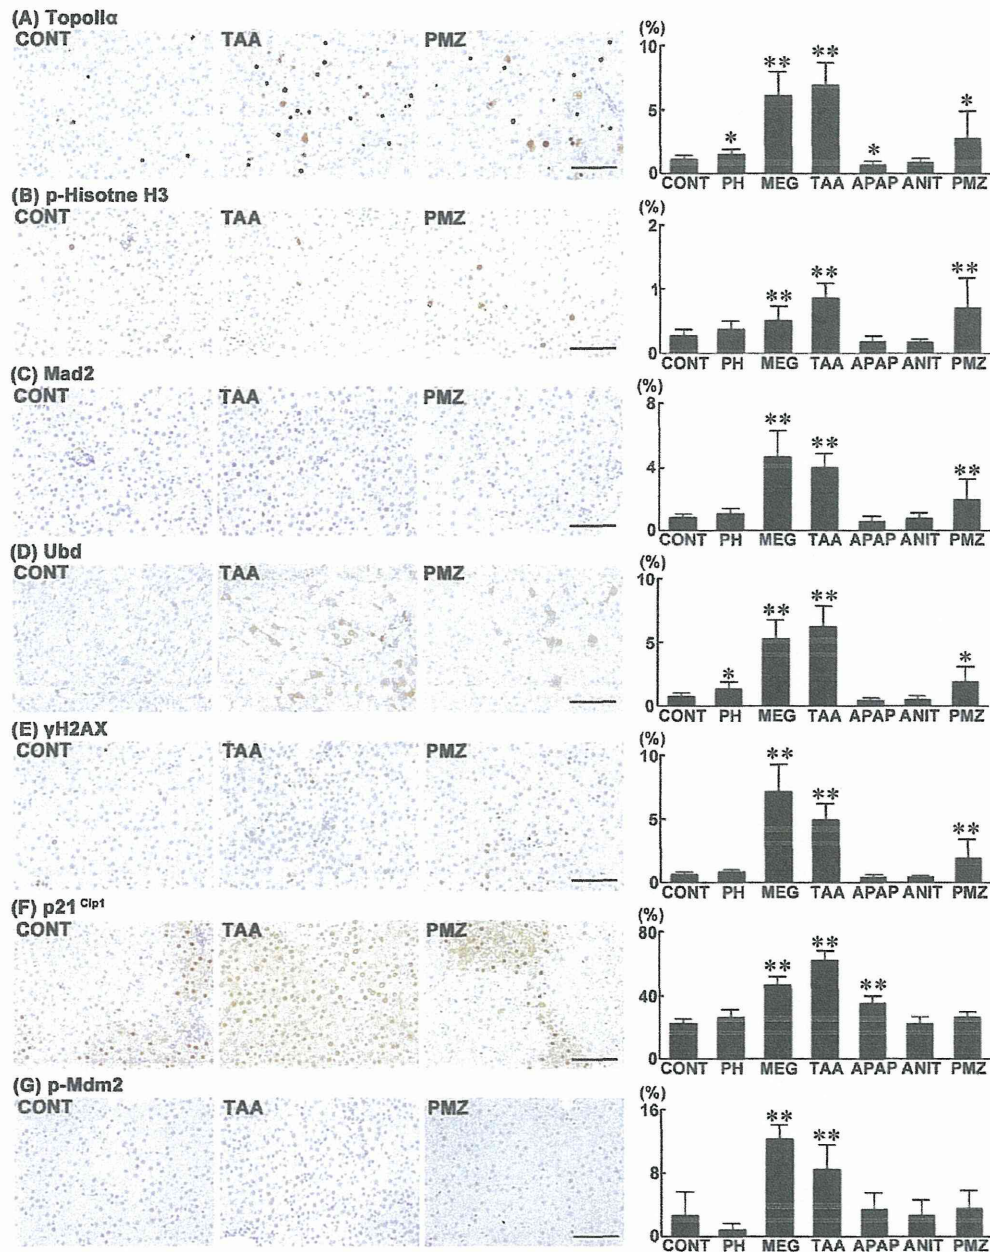 (A) TopoIIα
CONT TAA PMZ
(%)
10
5
0
** ** * * *
CONT PH MEG TAA APAP ANIT PMZ
(B) p-Hisotne H3
CONT TAA PMZ
(%)
2
1
0
** ** **
CONT PH MEG TAA APAP ANIT PMZ
(C) Mad2
CONT TAA PMZ
(%)
8
4
0
** ** **
CONT PH MEG TAA APAP ANIT PMZ
(D) Ubd
CONT TAA PMZ
(%)
10
5
0
* ** ** *
CONT PH MEG TAA APAP ANIT PMZ
(E) γH2AX
CONT TAA PMZ
(%)
10
5
0
** ** **
CONT PH MEG TAA APAP ANIT PMZ
(F) p21 Cip1
CONT TAA PMZ
(%)
80
40
0
** ** **
CONT PH MEG TAA APAP ANIT PMZ
(G) p-Mdm2
CONT TAA PMZ
(%)
16
8
0
** **
CONT PH MEG TAA APAP ANIT PMZ